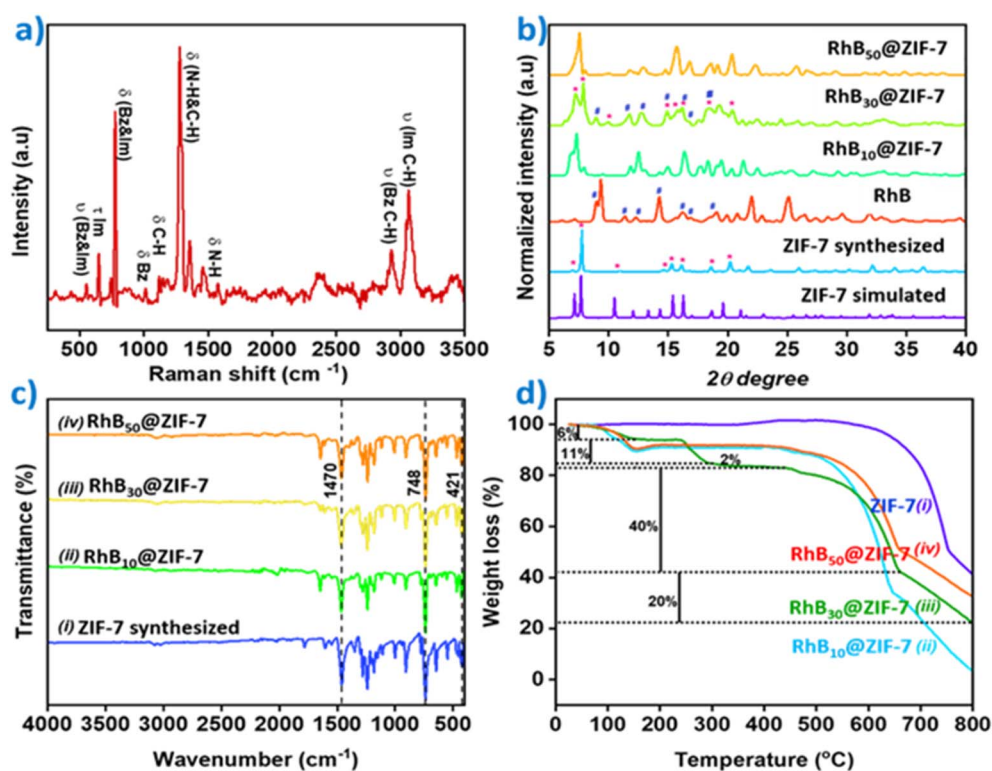 a)
Intensity (a.u)
υ (Bz&Im)
τ Im
δ (Bz&Im)
δ Bz
δ C-H
δ (N-H&C-H)
δ N-H
υ (Bz C-H)
υ (Im C-H)
500 1000 1500 2000 2500 3000 3500
Raman shift (cm -1)
b)
Normalized intensity (a.u)
RhB50@ZIF-7
RhB30@ZIF-7
RhB10@ZIF-7
RhB
ZIF-7 synthesized
ZIF-7 simulated
5 10 15 20 25 30 35 40
2θ degree
c)
Transmittance (%)
(iv) RhB50@ZIF-7
(iii) RhB30@ZIF-7
(ii) RhB10@ZIF-7
(i) ZIF-7 synthesized
1470
748
421
4000 3500 3000 2500 2000 1500 1000 500
Wavenumber (cm-1)
d)
Weight loss (%)
100
80
60
40
20
0
6%
11%
2%
40%
20%
ZIF-7(i)
RhB50@ZIF-7 (iv)
RhB30@ZIF-7 (iii)
RhB10@ZIF-7 (ii)
0 100 200 300 400 500 600 700 800
Temperature (oC)